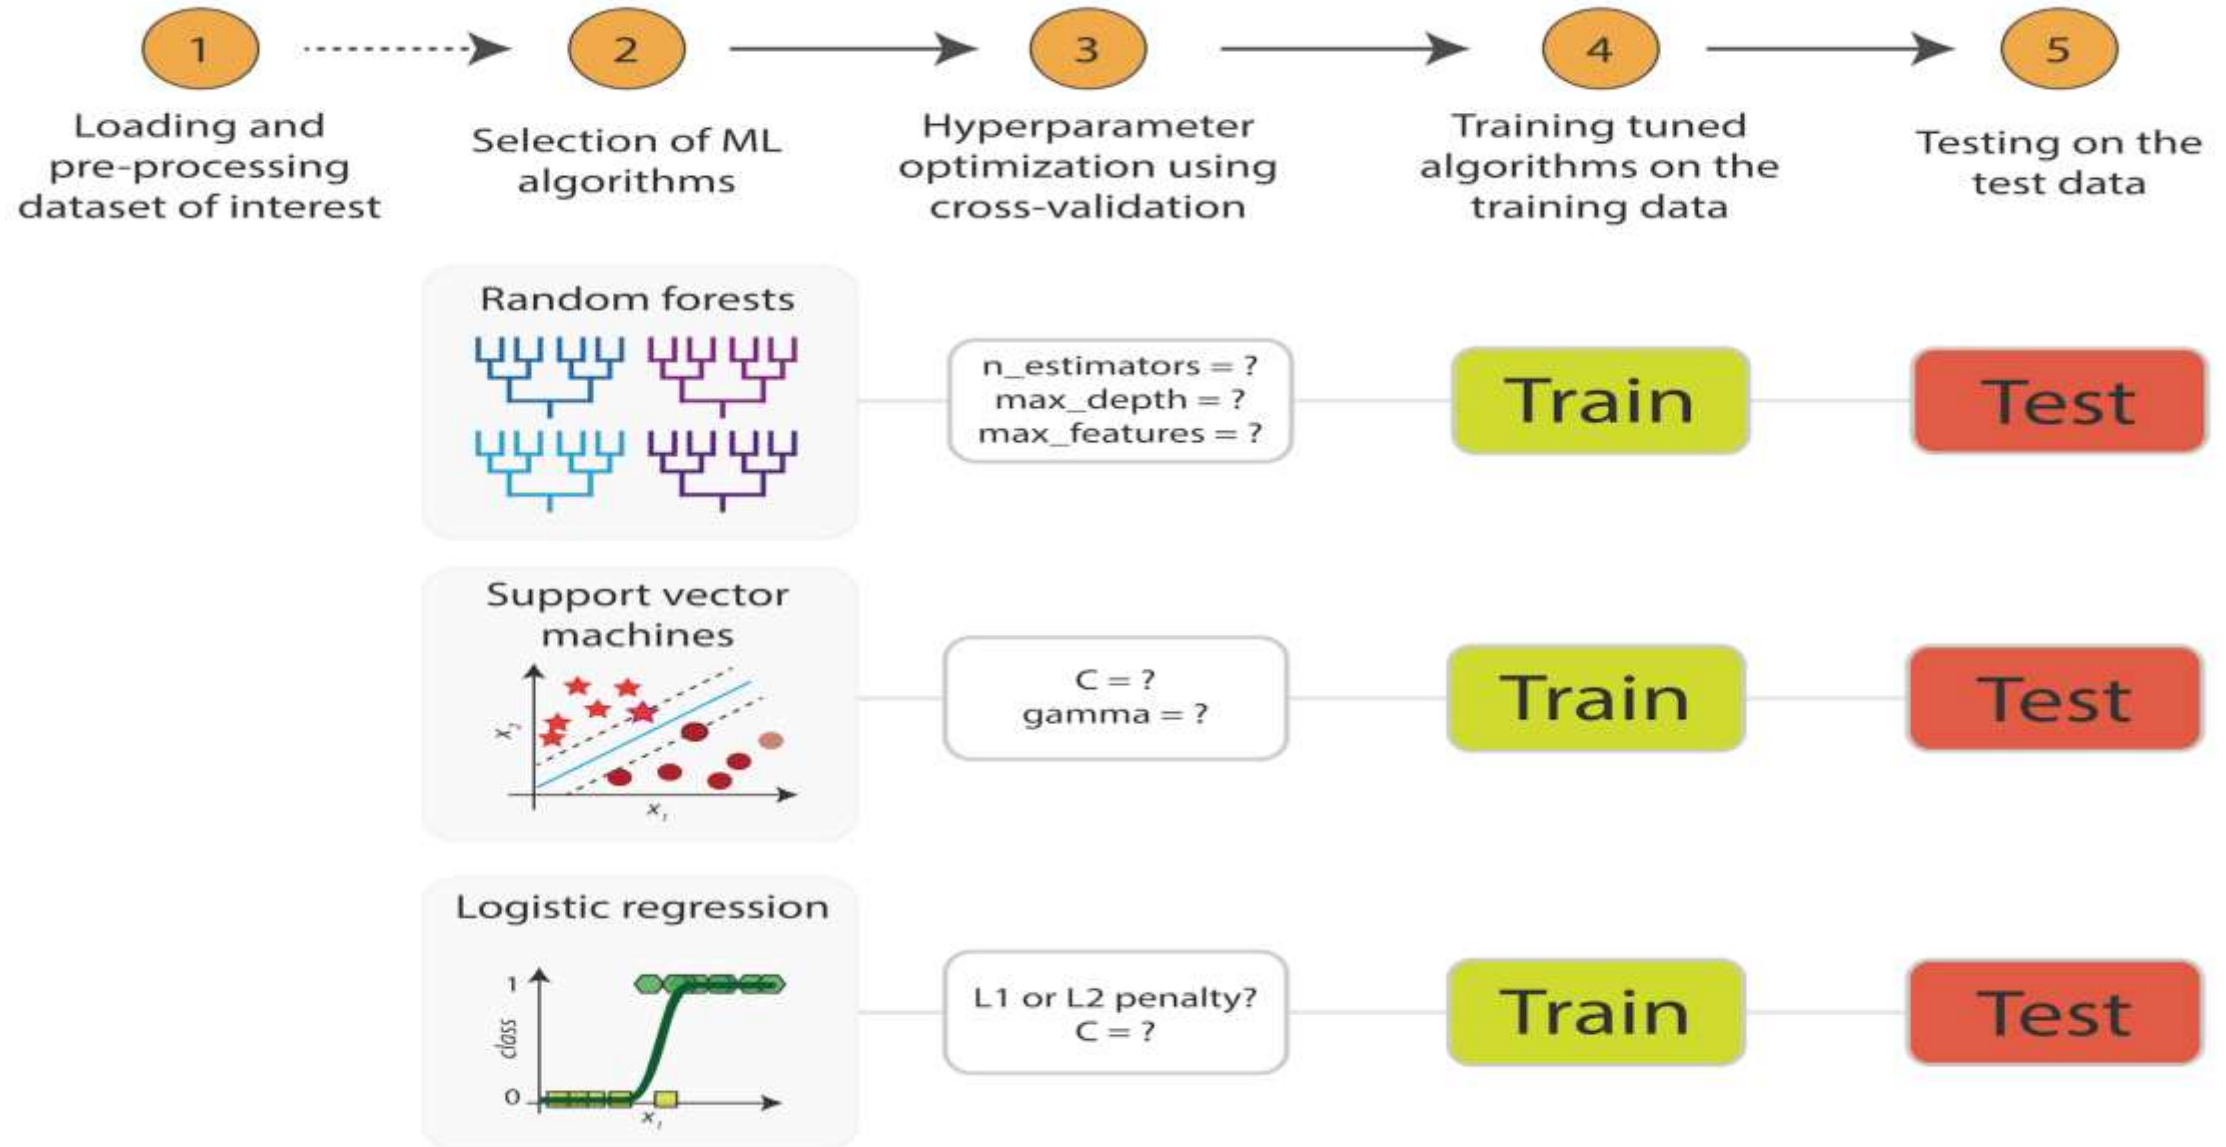 1
2
3
4
5
Loading and
pre-processing
dataset of interest
Selection of ML
algorithms
Hyperparameter
optimization using
cross-validation
Training tuned
algorithms on the
training data
Testing on the
test data
Random forests
n_estimators = ?
max_depth = ?
max_features = ?
Train
Test
Support vector
machines
x₂
x₁
C = ?
gamma = ?
Train
Test
Logistic regression
1
class
0
x₁
L1 or L2 penalty?
C = ?
Train
Test